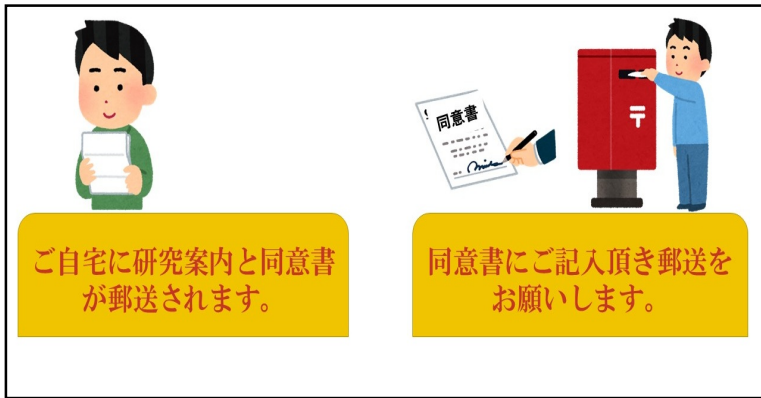 同意書
ご自宅に研究案内と同意書
が郵送されます。
同意書にご記入頂き郵送を
お願いします。